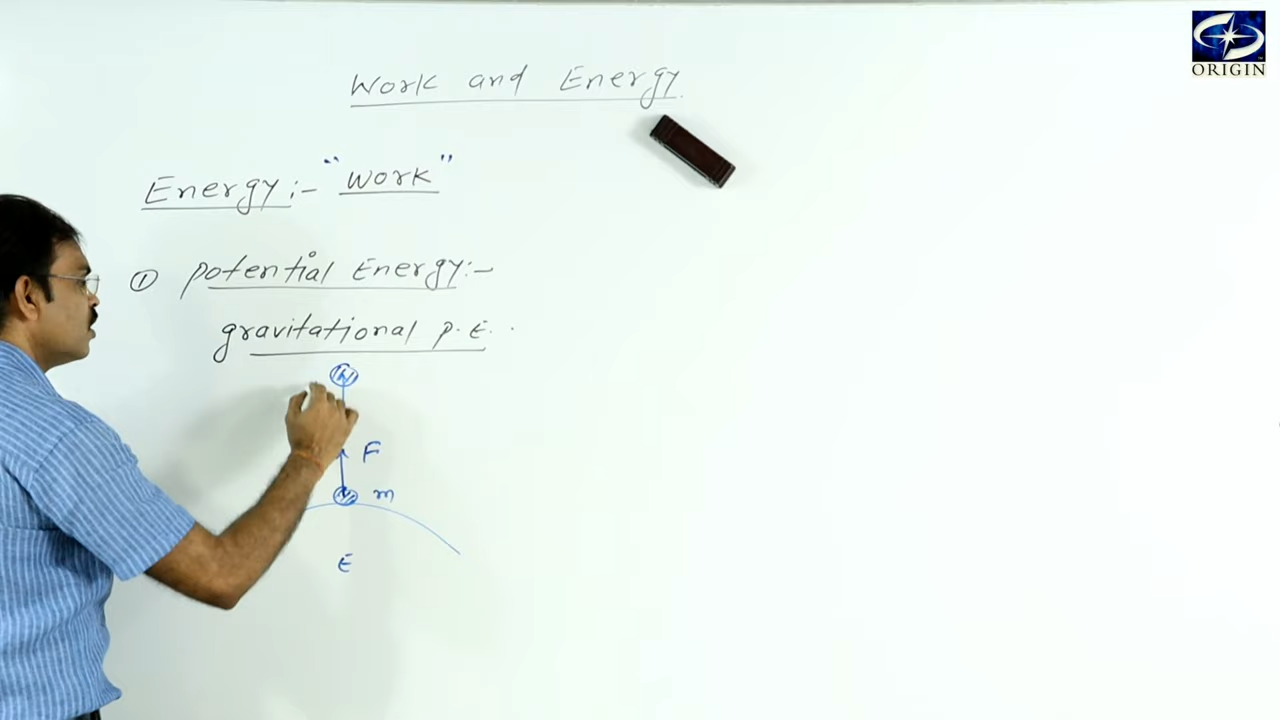 ORIGIN
Work and Energy.
Energy:- "Work"
① Potential Energy:-
gravitational P.E.
F
m
E